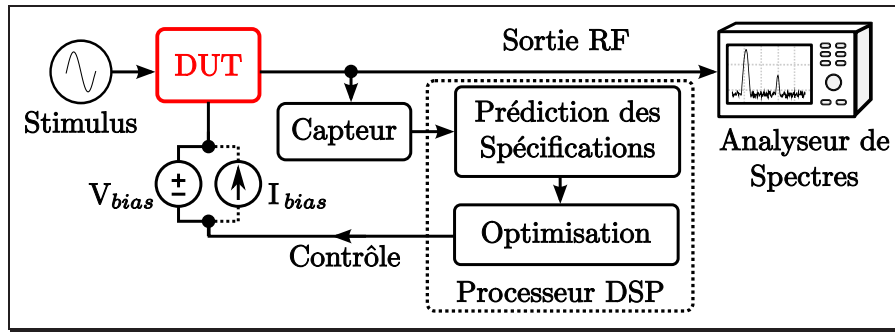 Stimulus
DUT
Sortie RF
Capteur
Prédiction des
Spécifications
Analyseur de
Spectres
V_bias
± I_bias
Contrôle
Optimisation
Processeur DSP